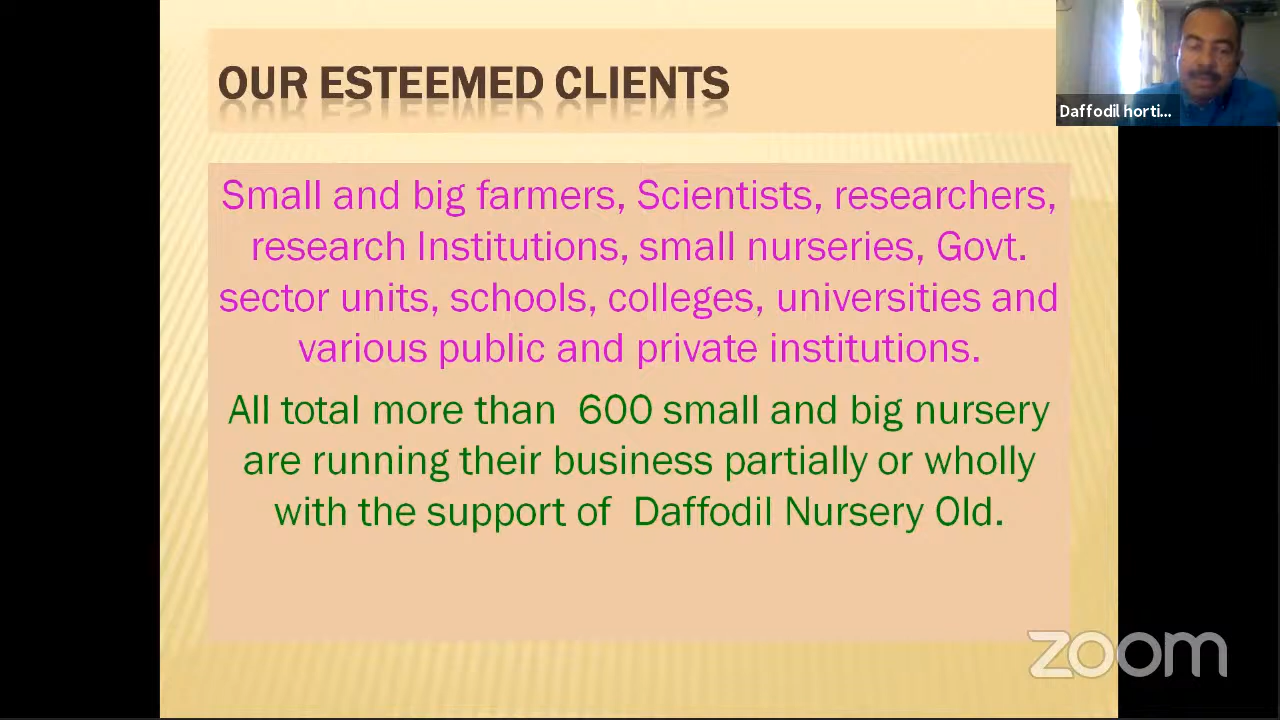 OUR ESTEEMED CLIENTS
Daffodil horti...
Small and big farmers, Scientists, researchers,
research Institutions, small nurseries, Govt.
sector units, schools, colleges, universities and
various public and private institutions.
All total more than 600 small and big nursery
are running their business partially or wholly
with the support of Daffodil Nursery Old.
zoom